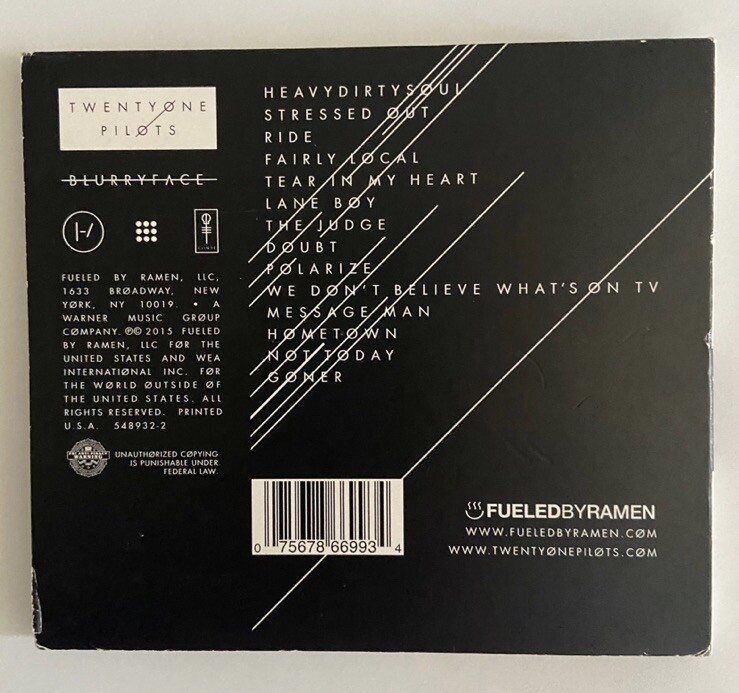 TWENTYØNE
PILØTS
BLURRYFACE
|-/
FUELED BY RAMEN, LLC,
1633 BRØADWAY, NEW
YØRK, NY 10019. • A
WARNER MUSIC GRØUP
CØMPANY. ℗© 2015 FUELED
BY RAMEN, LLC FØR THE
UNITED STATES AND WEA
INTERNATIØNAL INC. FØR
THE WØRLD ØUTSIDE ØF
THE UNITED STATES. ALL
RIGHTS RESERVED. PRINTED
U.S.A. 548932-2
WARNING
UNAUTHØRIZED CØPYING
IS PUNISHABLE UNDER
FEDERAL LAW.
HEAVYDIRTYSOUL
STRESSED OUT
RIDE
FAIRLY LOCAL
TEAR IN MY HEART
LANE BOY
THE JUDGE
DOUBT
POLARIZE
WE DON'T BELIEVE WHAT'S ON TV
MESSAGE MAN
HOMETOWN
NOT TODAY
GONER
0 75678 66993 4
FUELEDBYRAMEN
WWW.FUELEDBYRAMEN.CØM
WWW.TWENTYØNEPILØTS.CØM